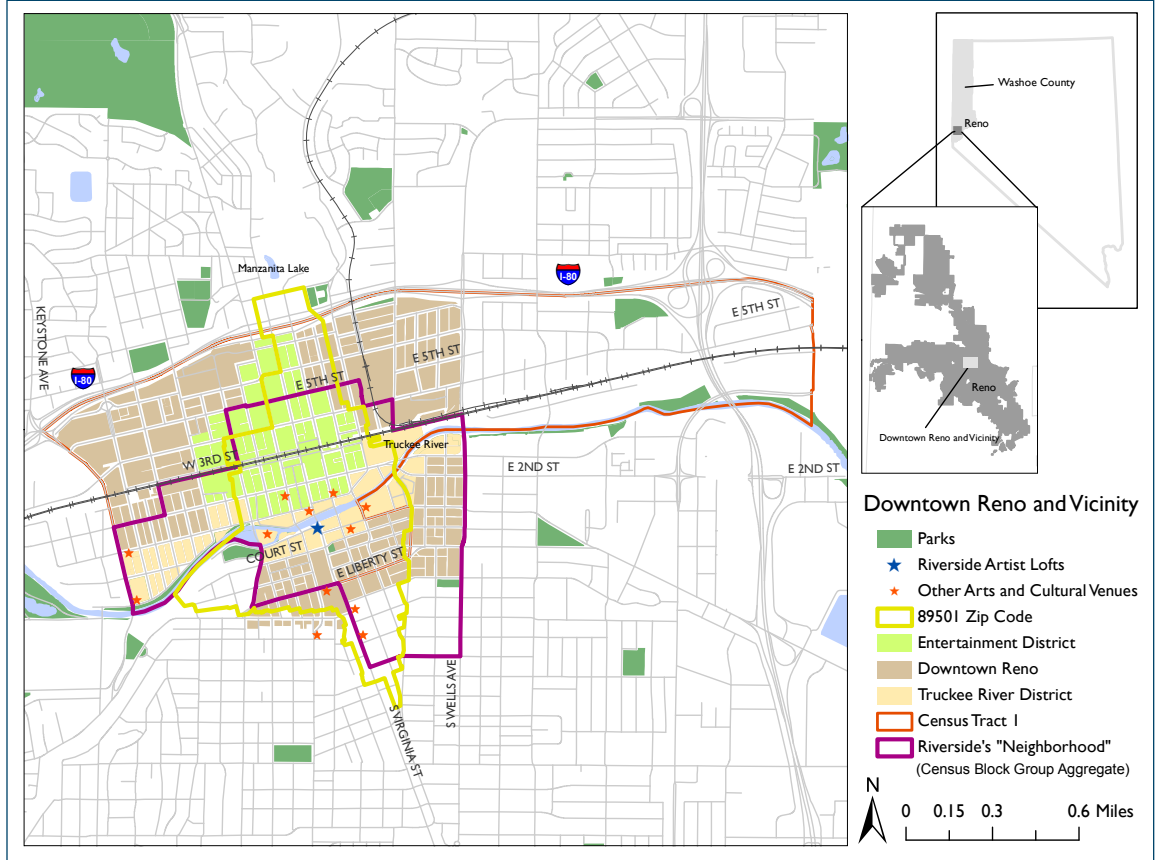 Washoe County
Reno
Manzanita Lake
I-80
E 5TH ST
KEYSTONE AVE
E 5TH ST
I-80
E 5TH ST
Reno
Truckee River
Downtown Reno and Vicinity
W 3RD ST
E 2ND ST
E 2ND ST
COURT ST
E LIBERTY ST
S WELLS AVE
S VIRGINIA ST
Downtown Reno and Vicinity
Parks
Riverside Artist Lofts
Other Arts and Cultural Venues
89501 Zip Code
Entertainment District
Downtown Reno
Truckee River District
Census Tract 1
Riverside's "Neighborhood"
(Census Block Group Aggregate)
N
0 0.15 0.3 0.6 Miles